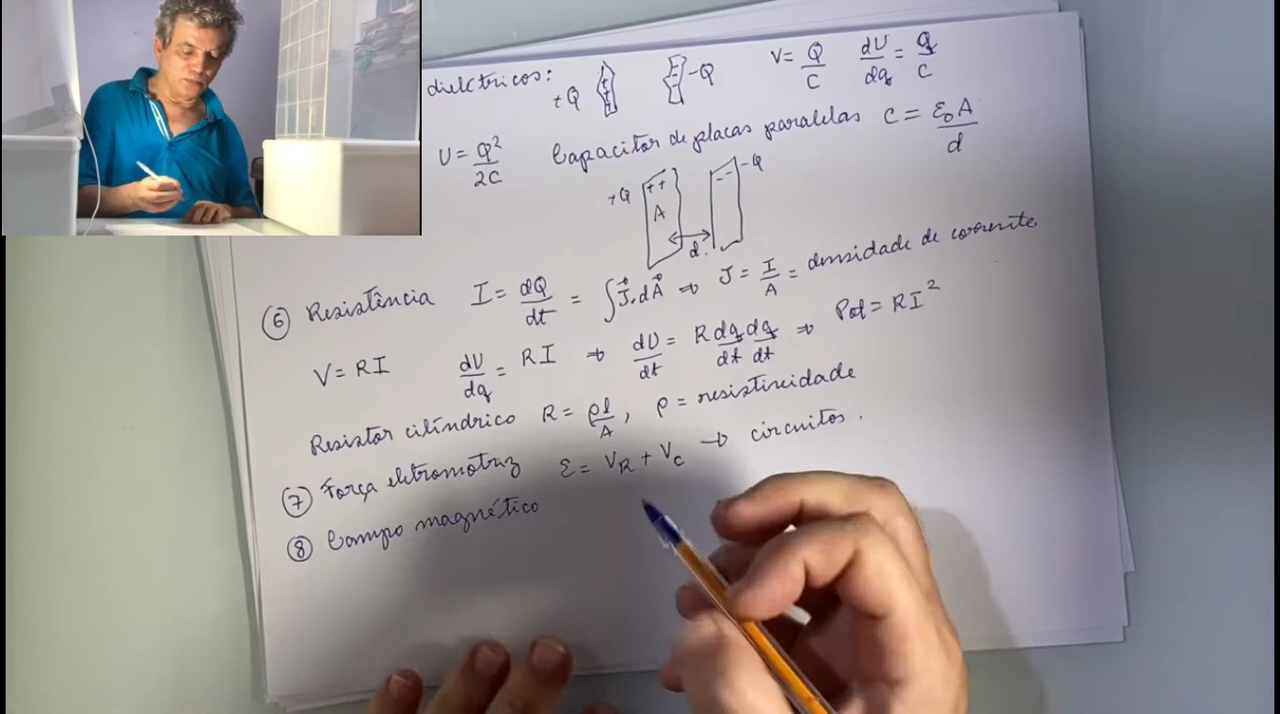 dielétricos: +Q + + + - - -Q V = Q/C dU/dq = q/C
U = Q²/2C Capacitor de placas paralelas C = ε₀A/d
+Q ++ A -- -Q
d
⑥ Resistência I = dQ/dt = ∫J⃗.dA⃗ ⇒ J = I/A = densidade de corrente
V = RI dU/dq = RI ⇒ dU/dt = R dq/dt dq/dt ⇒ Pot = RI²
Resistor cilíndrico R = ρl/A, ρ = resistividade
⑦ Força eletromotriz ε = V_R + V_C → circuitos.
⑧ Campo magnético